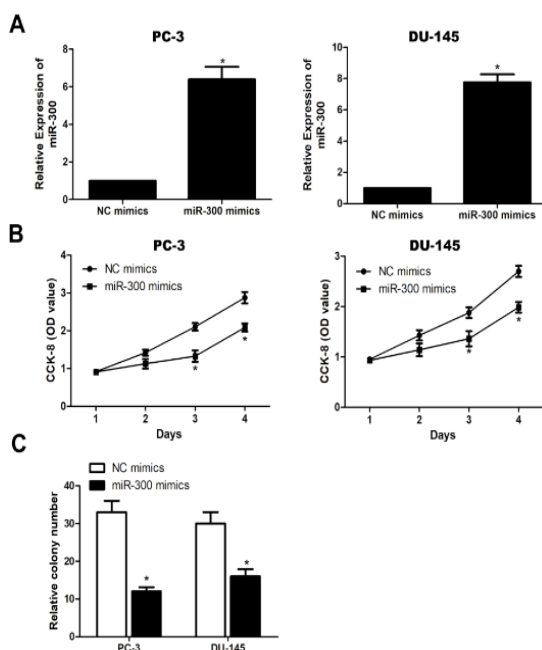 A
PC-3
Relative Expression of
miR-300
8
6
4
2
0
*
NC mimics
miR-300 mimics
DU-145
Relative Expression of
miR-300
10
8
6
4
2
0
*
NC mimics
miR-300 mimics
B
PC-3
NC mimics
miR-300 mimics
CCK-8 (OD value)
4
3
2
1
0
*
*
1 2 3 4
Days
DU-145
NC mimics
miR-300 mimics
CCK-8 (OD value)
3
2
1
0
*
*
1 2 3 4
Days
C
NC mimics
miR-300 mimics
Relative colony number
40
30
20
10
0
*
*
PC-3
DU-145